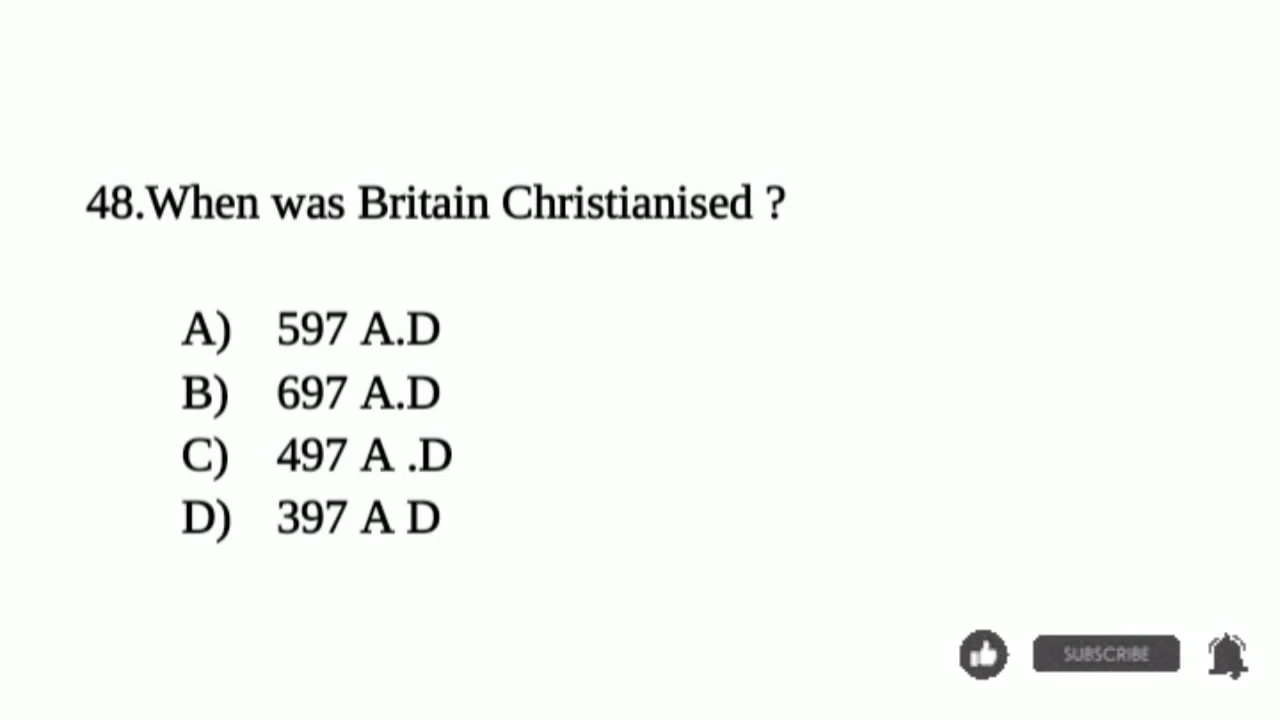 48.When was Britain Christianised ?
A) 597 A.D
B) 697 A.D
C) 497 A .D
D) 397 A D
SUBSCRIBE